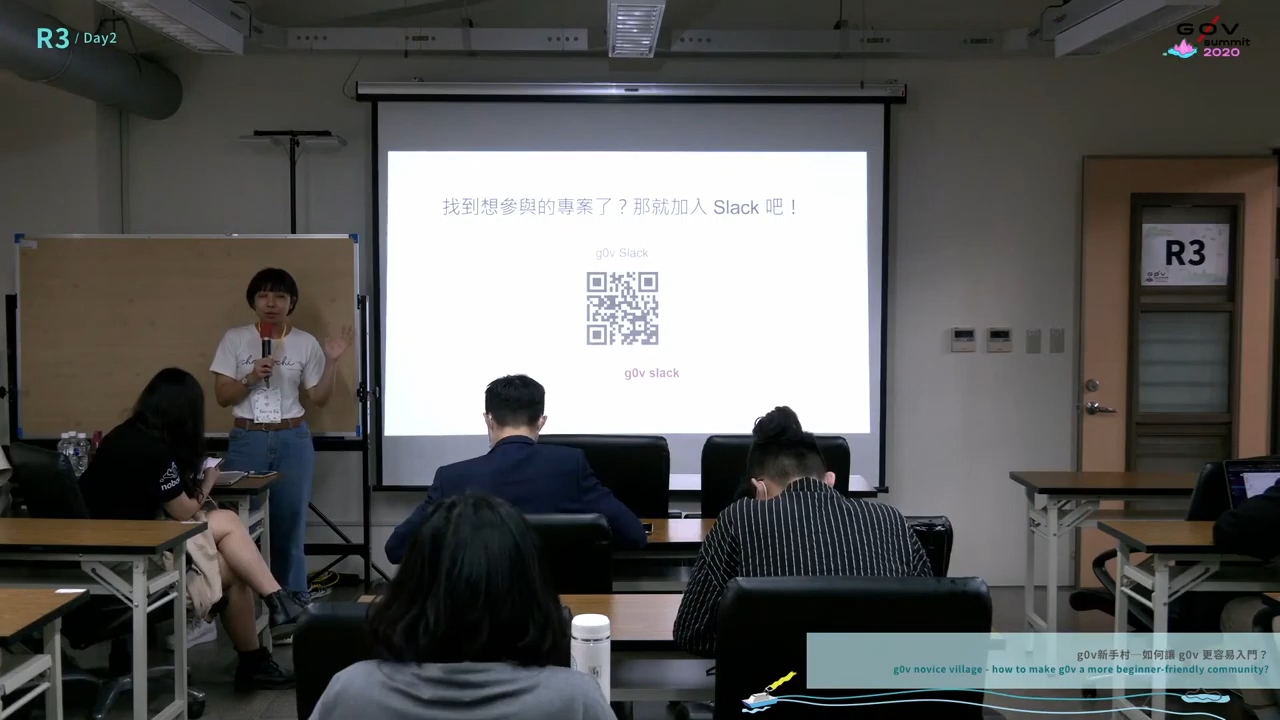 R3 / Day2
G0V
summit
2020
找到想參與的專案了？那就加入 Slack 吧！
g0v Slack
g0v slack
R3
nobo
g0v新手村—如何讓 g0v 更容易入門？
g0v novice village - how to make g0v a more beginner-friendly community?